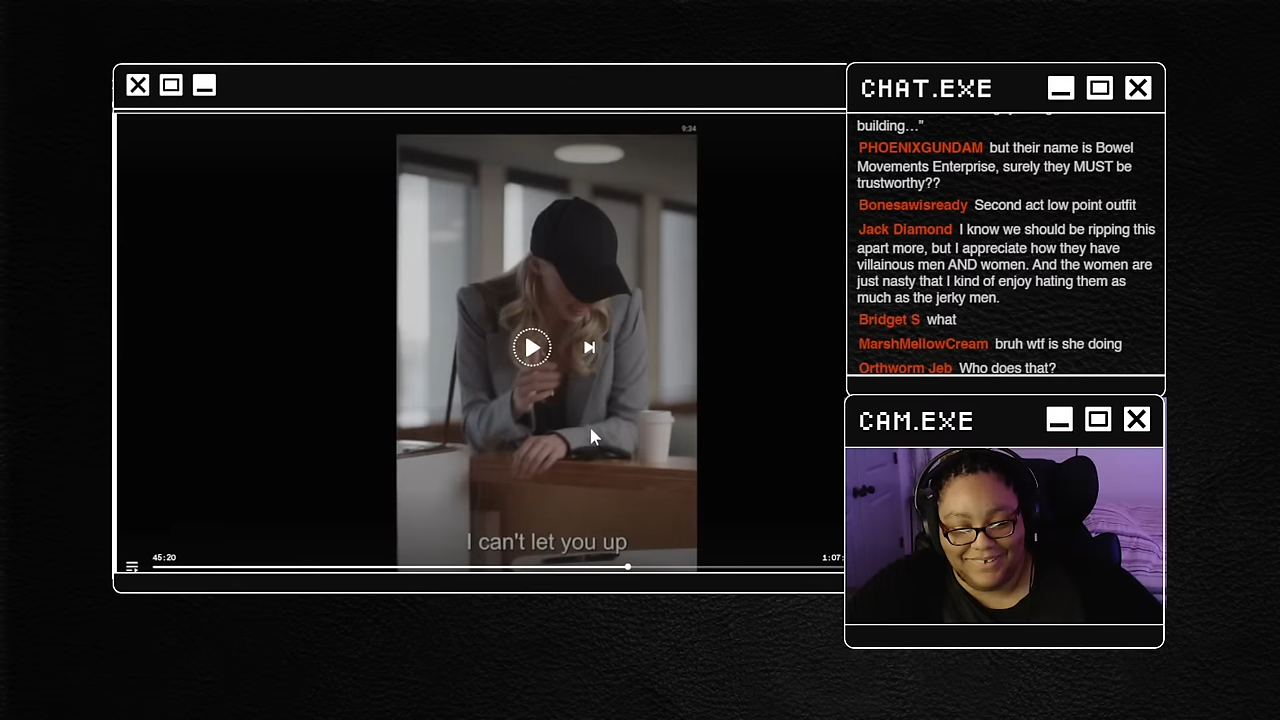 9:34
I can't let you up
45:20
1:07:
CHAT.EXE
building…”
PHOENIXGUNDAM but their name is Bowel
Movements Enterprise, surely they MUST be
trustworthy??
Bonesawisready Second act low point outfit
Jack Diamond I know we should be ripping this
apart more, but I appreciate how they have
villainous men AND women. And the women are
just nasty that I kind of enjoy hating them as
much as the jerky men.
Bridget S what
MarshMellowCream bruh wtf is she doing
Orthworm Jeb Who does that?
CAM.EXE